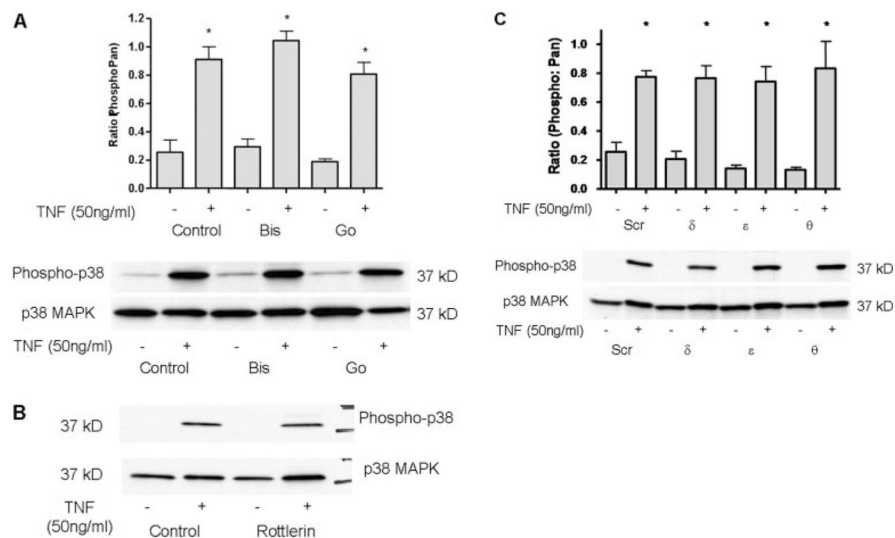 A
Ratio Phospho Pan)
1.2
1.0
0.8
0.6
0.4
0.2
0.0
* * *
TNF (50ng/ml) - + - + - +
Control Bis Go
Phospho-p38 37 kD
p38 MAPK 37 kD
TNF (50ng/ml) - + - + - +
Control Bis Go
B
37 kD Phospho-p38
37 kD p38 MAPK
TNF - + - +
(50ng/ml)
Control Rottlerin
C
Ratio (Phospho: Pan)
1.0
0.8
0.6
0.4
0.2
0.0
* * * *
TNF (50ng/ml) - + - + - + - +
Scr δ ε θ
Phospho-p38 37 kD
p38 MAPK 37 kD
TNF (50ng/ml) - + - + - + - +
Scr δ ε θ